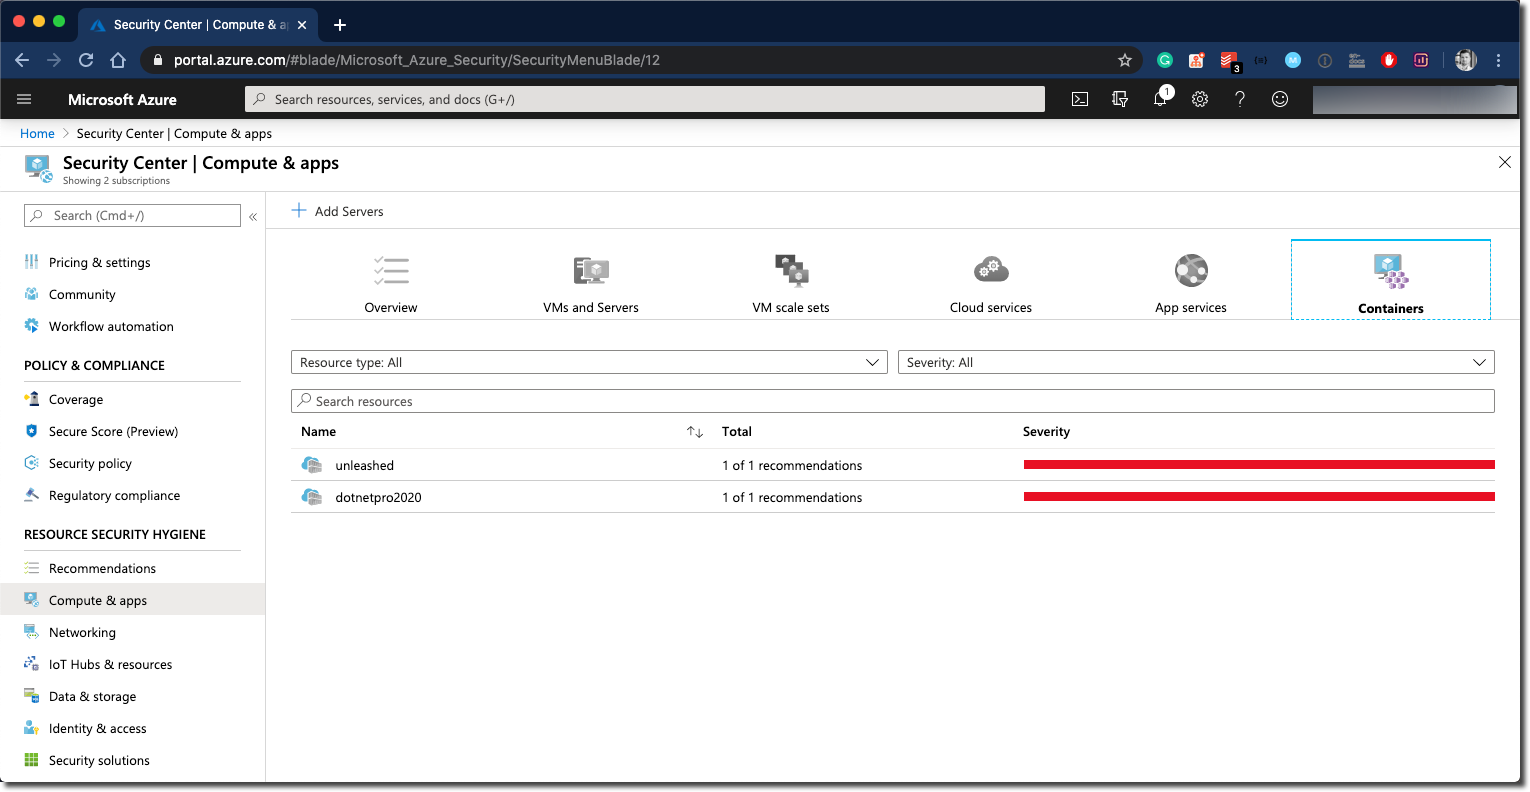 Security Center | Compute & a
portal.azure.com/#blade/Microsoft_Azure_Security/SecurityMenuBlade/12
3
Microsoft Azure
Search resources, services, and docs (G+/)
1
Home > Security Center | Compute & apps
Security Center | Compute & apps
Showing 2 subscriptions
Search (Cmd+/)
«
Pricing & settings
Community
Workflow automation
POLICY & COMPLIANCE
Coverage
Secure Score (Preview)
Security policy
Regulatory compliance
RESOURCE SECURITY HYGIENE
Recommendations
Compute & apps
Networking
IoT Hubs & resources
Data & storage
Identity & access
Security solutions
Add Servers
Overview
VMs and Servers
VM scale sets
Cloud services
App services
Containers
Resource type: All
Severity: All
Search resources
Name Total Severity
unleashed 1 of 1 recommendations
dotnetpro2020 1 of 1 recommendations